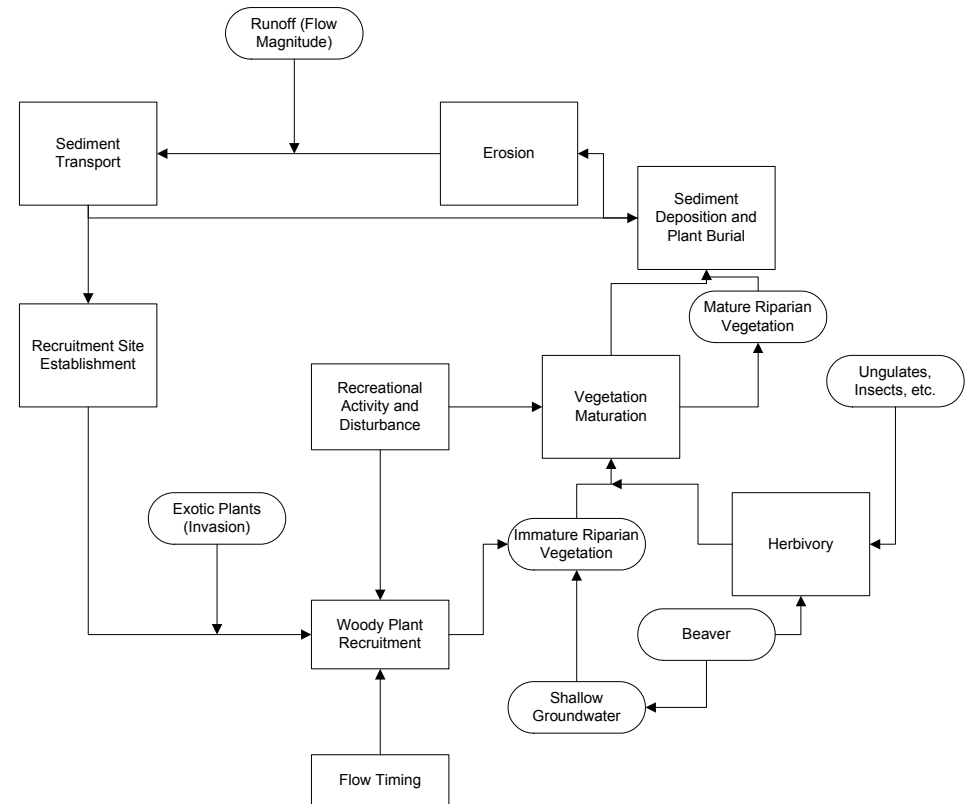 Runoff (Flow
Magnitude)
Sediment
Transport
Erosion
Sediment
Deposition and
Plant Burial
Mature Riparian
Vegetation
Recruitment Site
Establishment
Recreational
Activity and
Disturbance
Vegetation
Maturation
Ungulates,
Insects, etc.
Exotic Plants
(Invasion)
Immature Riparian
Vegetation
Herbivory
Woody Plant
Recruitment
Beaver
Shallow
Groundwater
Flow Timing